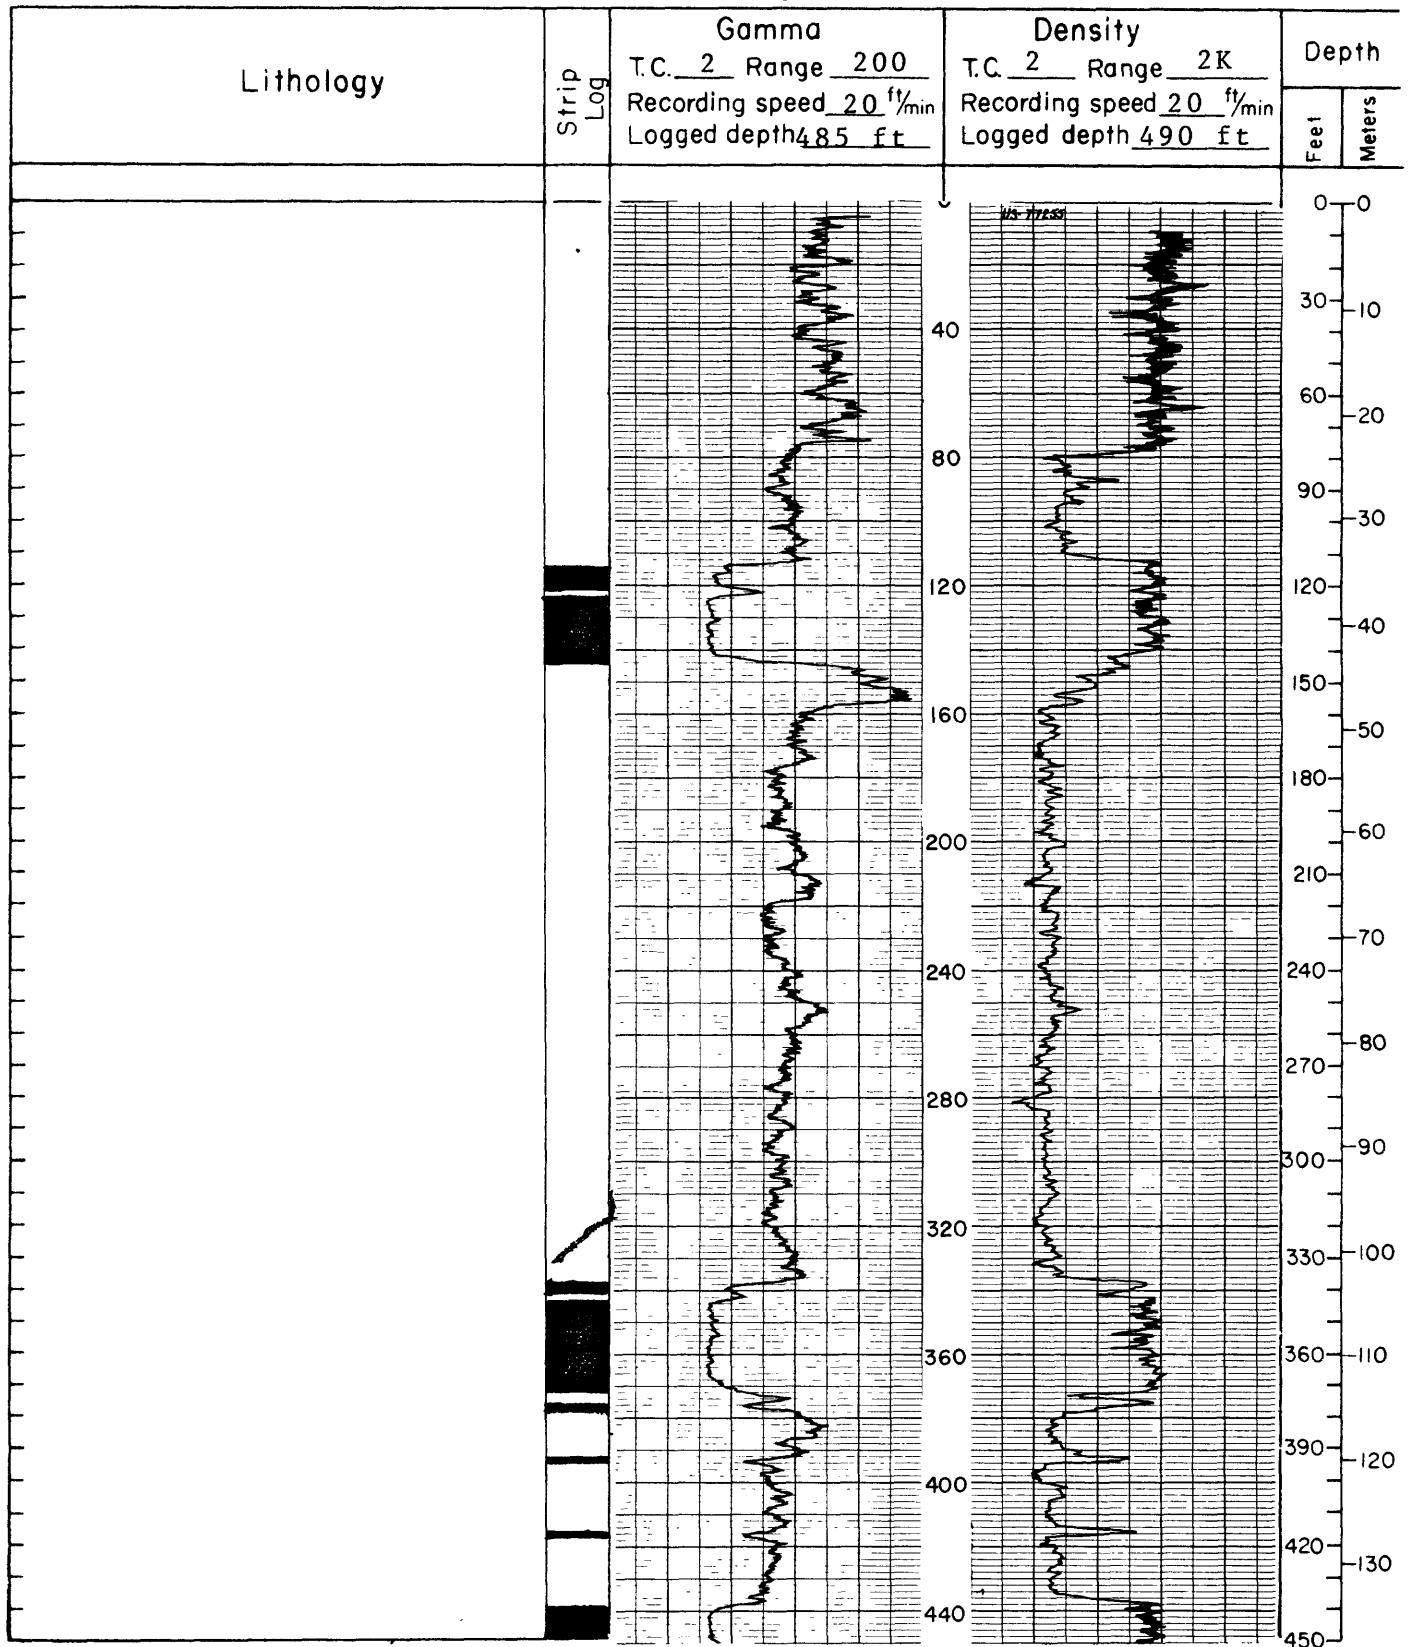 Lithology
Strip Log
Gamma
T.C. 2 Range 200
Recording speed 20 ft/min
Logged depth 485 ft
Density
T.C. 2 Range 2K
Recording speed 20 ft/min
Logged depth 490 ft
Depth
Feet
Meters
US-77255
40
80
120
160
200
240
280
320
360
400
440
0
30
60
90
120
150
180
210
240
270
300
330
360
390
420
450
0
10
20
30
40
50
60
70
80
90
100
110
120
130